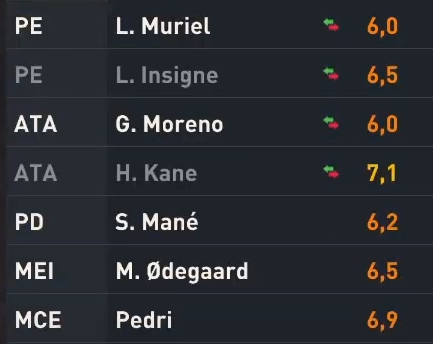 PE L. Muriel 6,0
PE L. Insigne 6,5
ATA G. Moreno 6,0
ATA H. Kane 7,1
PD S. Mané 6,2
MEI M. Ødegaard 6,5
MCE Pedri 6,9